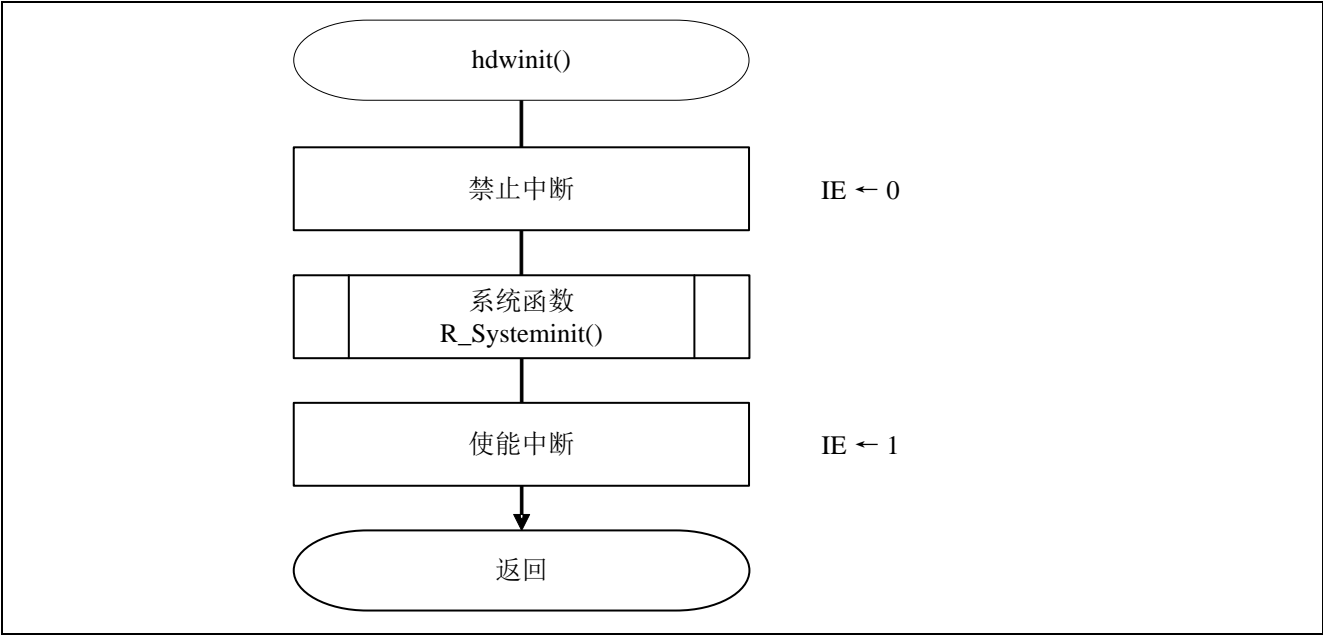 hdwinit()
禁止中断
IE ← 0
系统函数
R_Systeminit()
使能中断
IE ← 1
返回